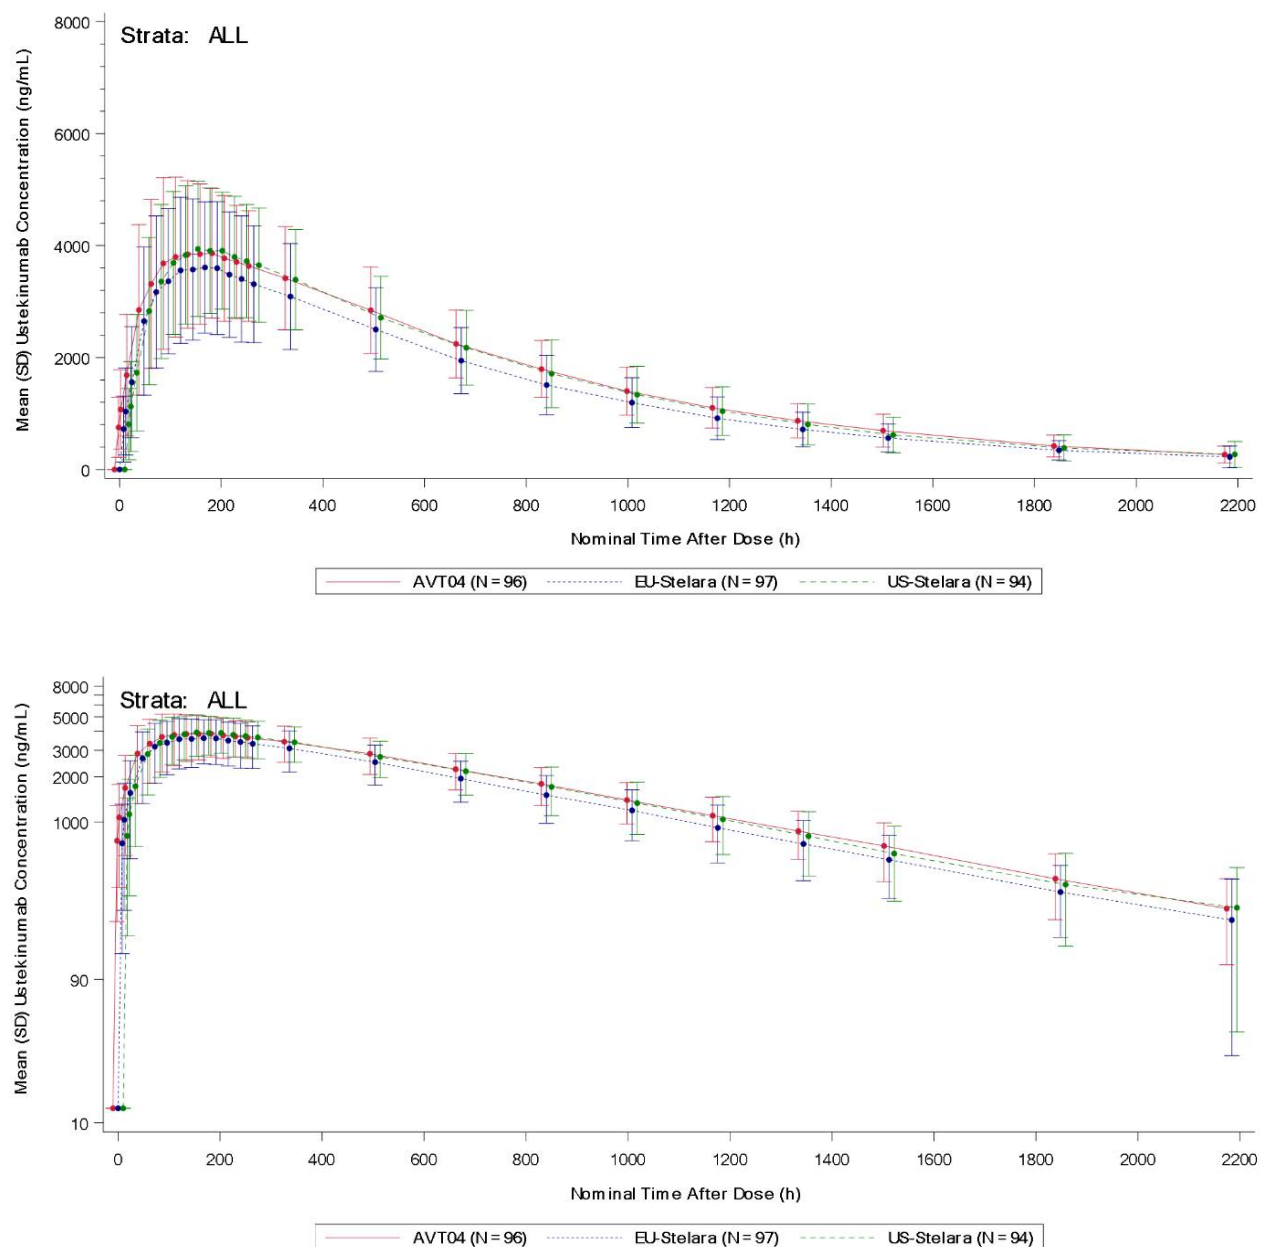 Mean (SD) Ustekinumab Concentration (ng/mL)
Strata: ALL
8000
6000
4000
2000
0
0 200 400 600 800 1000 1200 1400 1600 1800 2000 2200
Nominal Time After Dose (h)
AVT04 (N = 96) EU-Stelara (N = 97) US-Stelara (N = 94)
Mean (SD) Ustekinumab Concentration (ng/mL)
Strata: ALL
8000
5000
3000
2000
1000
90
10
0 200 400 600 800 1000 1200 1400 1600 1800 2000 2200
Nominal Time After Dose (h)
AVT04 (N = 96) EU-Stelara (N = 97) US-Stelara (N = 94)